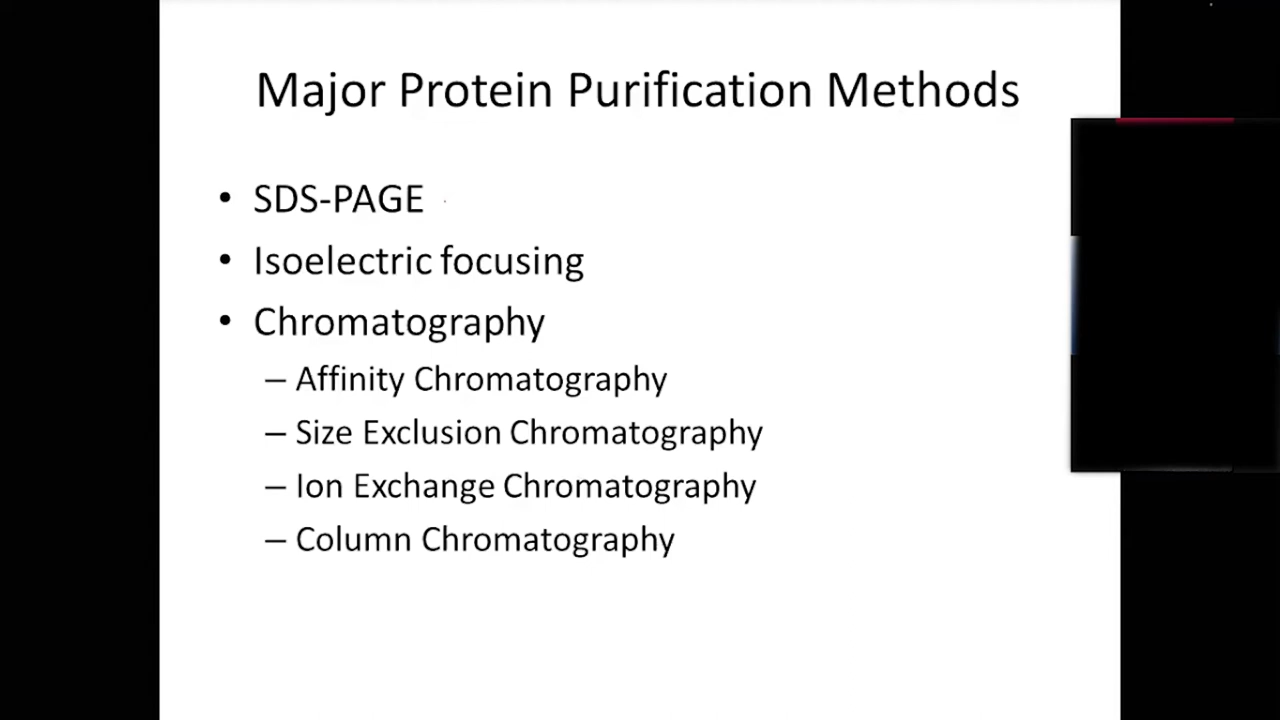 Major Protein Purification Methods
• SDS-PAGE
• Isoelectric focusing
• Chromatography
– Affinity Chromatography
– Size Exclusion Chromatography
– Ion Exchange Chromatography
– Column Chromatography